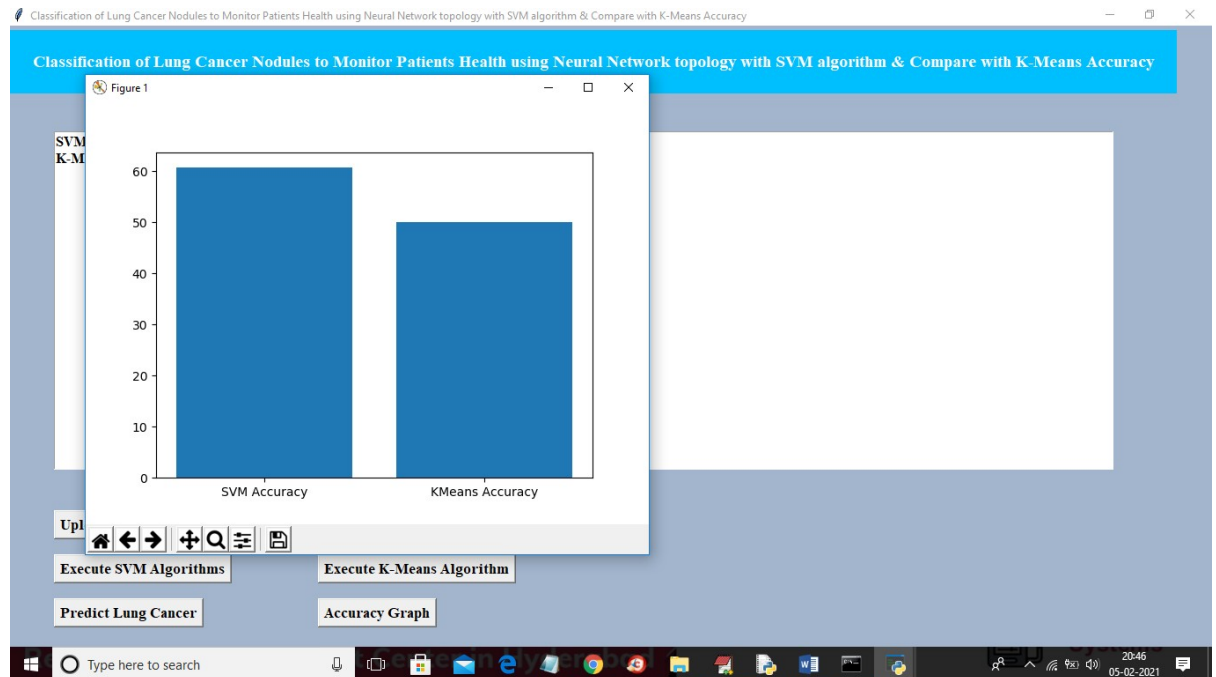 Classification of Lung Cancer Nodules to Monitor Patients Health using Neural Network topology with SVM algorithm & Compare with K-Means Accuracy
Classification of Lung Cancer Nodules to Monitor Patients Health using Neural Network topology with SVM algorithm & Compare with K-Means Accuracy
Figure 1
SVM
K-M
60
50
40
30
20
10
0
SVM Accuracy
KMeans Accuracy
Upl
Execute SVM Algorithms
Execute K-Means Algorithm
Predict Lung Cancer
Accuracy Graph
Type here to search
20:46
05-02-2021